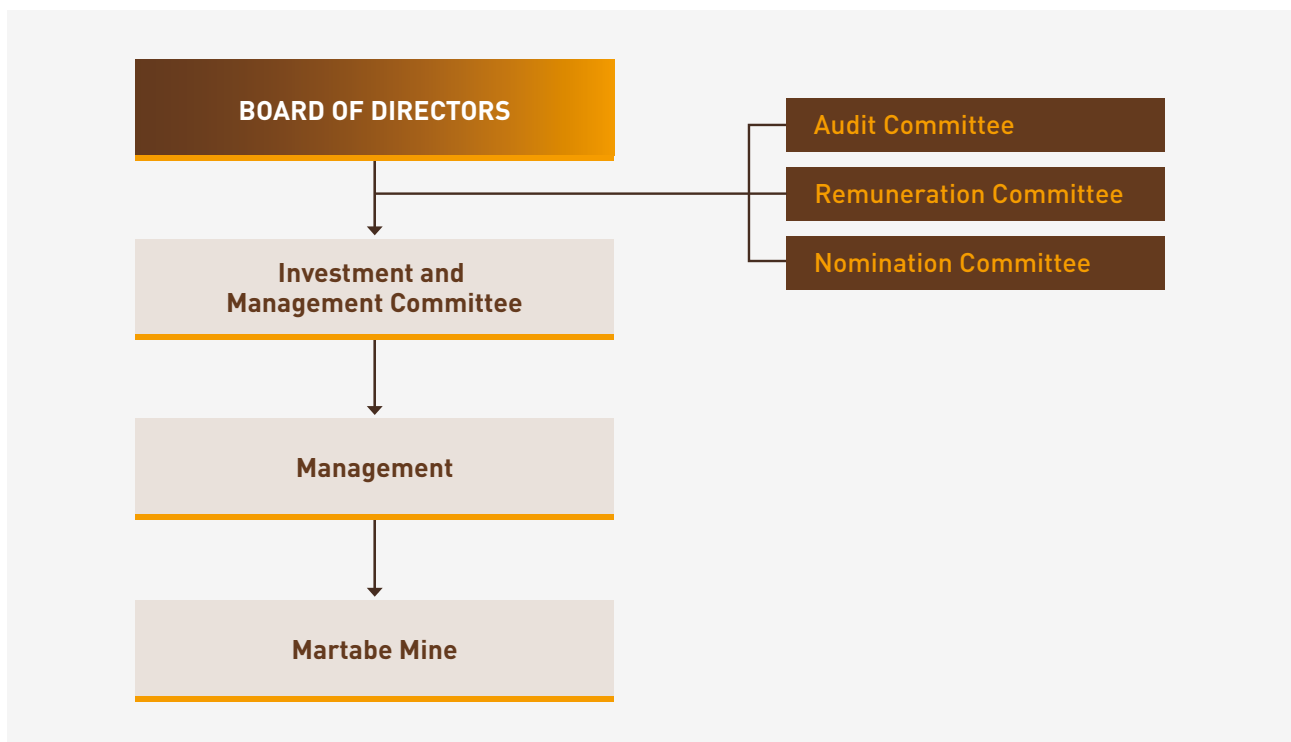 BOARD OF DIRECTORS
Audit Committee
Remuneration Committee
Nomination Committee
Investment and
Management Committee
Management
Martabe Mine